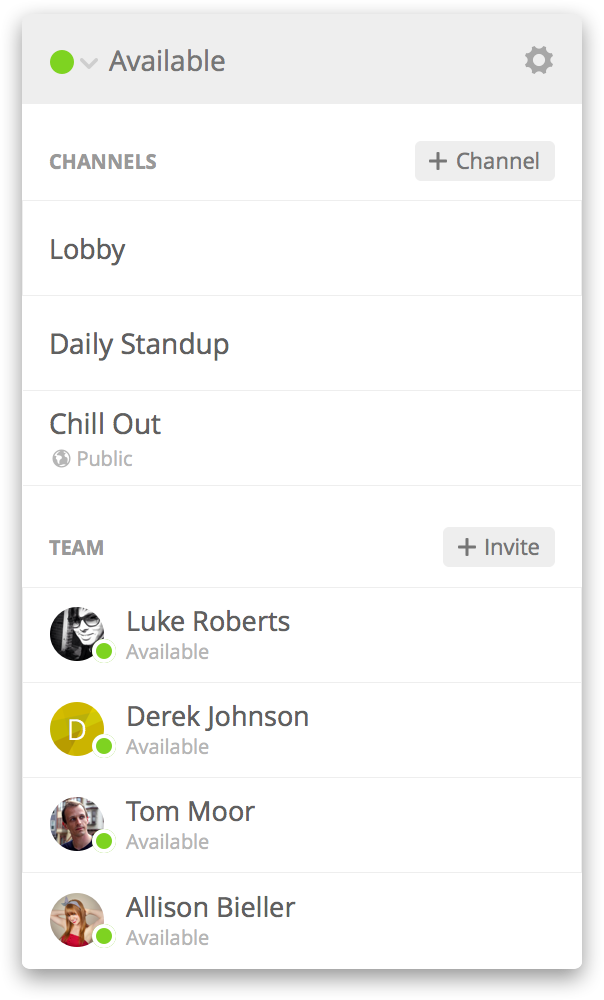 Available
CHANNELS
+ Channel
Lobby
Daily Standup
Chill Out
Public
TEAM
+ Invite
Luke Roberts
Available
D
Derek Johnson
Available
Tom Moor
Available
Allison Bieller
Available